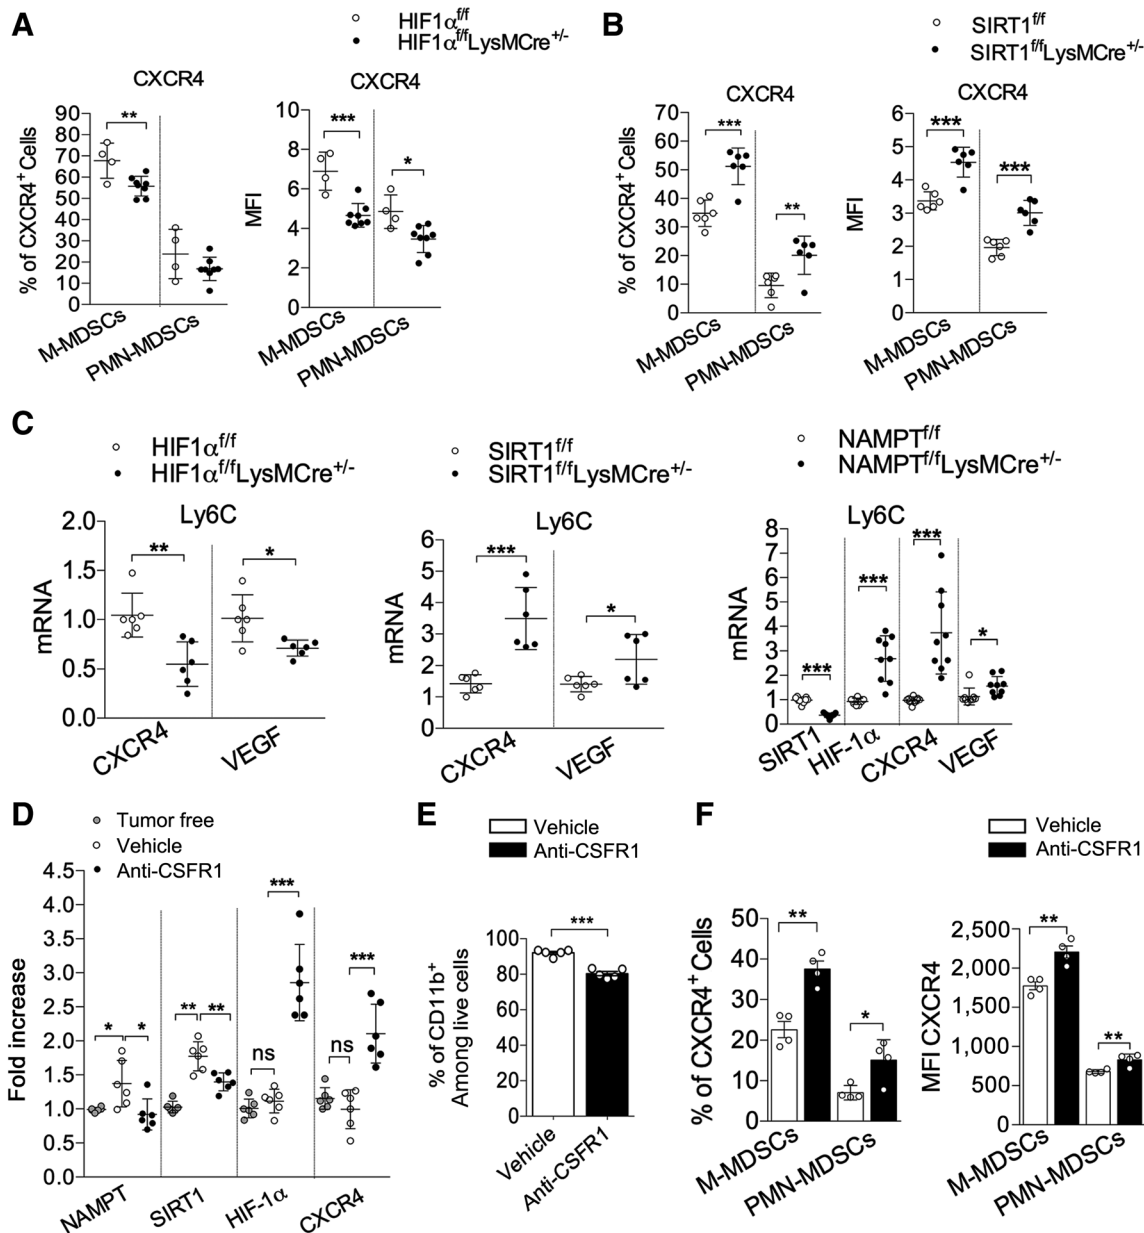 A
HIF1α^f/f
HIF1α^f/fLysMCre^+/-
CXCR4
% of CXCR4^+ Cells
90
80
70
60
50
40
30
20
10
0
**
M-MDSCs
PMN-MDSCs
CXCR4
MFI
10
8
6
4
2
0
***
*
M-MDSCs
PMN-MDSCs
B
SIRT1^f/f
SIRT1^f/fLysMCre^+/-
CXCR4
% of CXCR4^+ Cells
70
60
50
40
30
20
10
0
***
**
M-MDSCs
PMN-MDSCs
CXCR4
MFI
6
5
4
3
2
1
0
***
***
M-MDSCs
PMN-MDSCs
C
HIF1α^f/f
HIF1α^f/fLysMCre^+/-
Ly6C
mRNA
2.0
1.5
1.0
0.5
0.0
**
*
CXCR4
VEGF
SIRT1^f/f
SIRT1^f/fLysMCre^+/-
Ly6C
mRNA
6
5
4
3
2
1
0
***
*
CXCR4
VEGF
NAMPT^f/f
NAMPT^f/fLysMCre^+/-
Ly6C
mRNA
8
7
6
5
4
3
2
1
0
***
***
***
*
SIRT1
HIF-1α
CXCR4
VEGF
D
Tumor free
Vehicle
Anti-CSFR1
Fold increase
4.5
4.0
3.5
3.0
2.5
2.0
1.5
1.0
0.5
0.0
*
*
**
**
ns
***
ns
***
NAMPT
SIRT1
HIF-1α
CXCR4
E
Vehicle
Anti-CSFR1
% of CD11b^+
Among live cells
100
80
60
40
20
0
***
Vehicle
Anti-CSFR1
F
Vehicle
Anti-CSFR1
% of CXCR4^+ Cells
50
40
30
20
10
0
**
*
M-MDSCs
PMN-MDSCs
MFI CXCR4
2,500
2,000
1,500
1,000
500
0
**
**
M-MDSCs
PMN-MDSCs